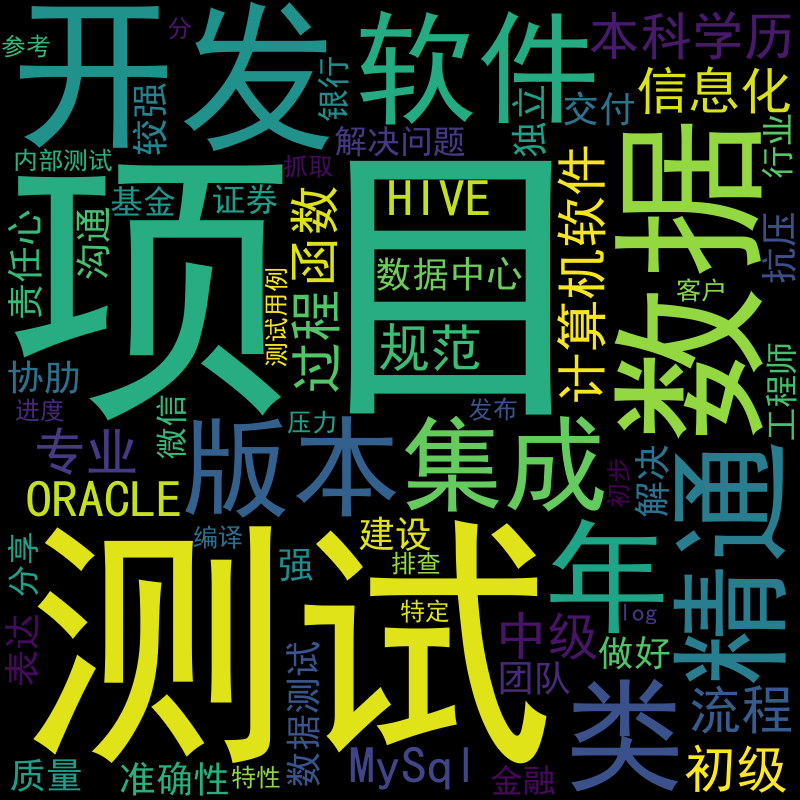 开发
软件
本科学历
参考
分
信息化
较强
银行
独立
交付
行业
解决问题
内部测试
抓取
项目
数据
基金
证券
函数
HIVE
计算机软件
责任心
沟通
抗压
数据中心
测试用例
客户
过程
规范
协助
工程师
进度
微信
压力
发布
专业
版本
集成
精通
解决
初步
ORACLE
编译
建设
年
分享
强
排查
测试
特定
log
中级
做好
表达
数据测试
团队
类
流程
质量
准确性
特性
MySql
金融
初级